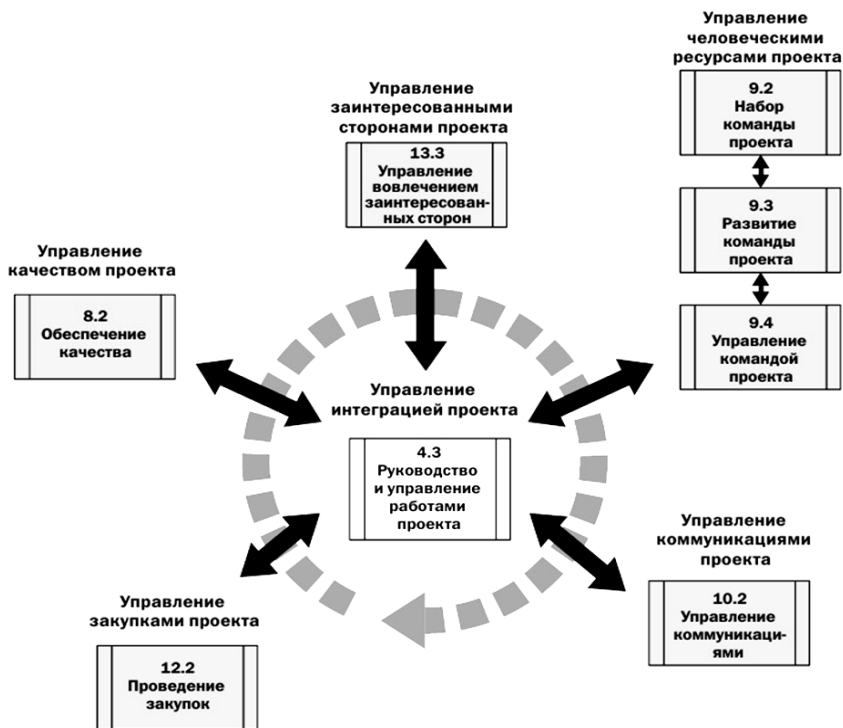 Управление
человеческими
ресурсами проекта
9.2
Набор
команды
проекта
9.3
Развитие
команды
проекта
9.4
Управление
командой
проекта
Управление
заинтересованными
сторонами проекта
13.3
Управление
вовлечением
заинтересован-
ных сторон
Управление
качеством проекта
8.2
Обеспечение
качества
Управление
интеграцией проекта
4.3
Руководство
и управление
работами
проекта
Управление
коммуникациями
проекта
10.2
Управление
коммуникаци-
ями
Управление
закупками проекта
12.2
Проведение
закупок